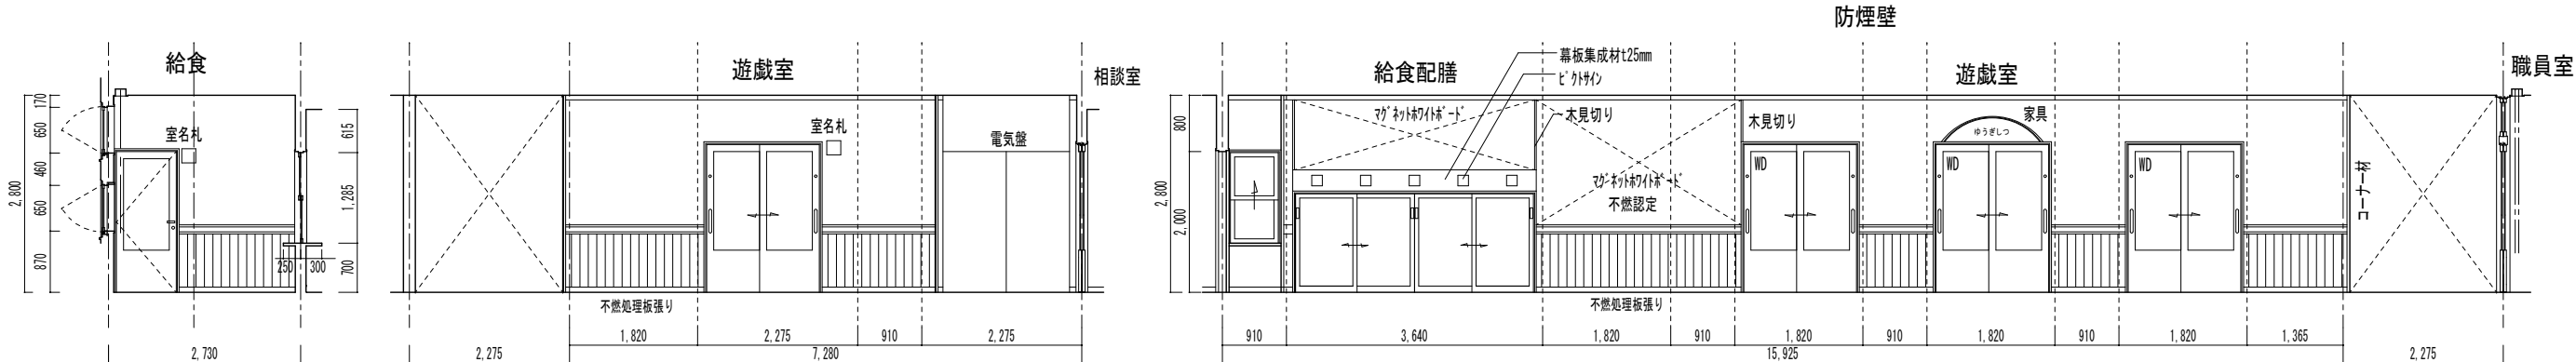 防煙壁
給食
室名札
2,800
170
650
460
650
870
615
1,285
700
250
300
2,730
遊戯室
室名札
電気盤
相談室
不燃処理板張り
1,820
2,275
910
2,275
2,275
7,280
給食配膳
幕板集成材t25mm
ピクトサイン
マグネットホワイトボード
木見切り
マグネットホワイトボード
不燃認定
木見切り
遊戯室
家具
ゆうぎしつ
WD
WD
WD
コーナー材
職員室
2,800
800
2,000
不燃処理板張り
910
3,640
1,820
910
1,820
910
1,820
910
1,820
1,365
15,925
2,275